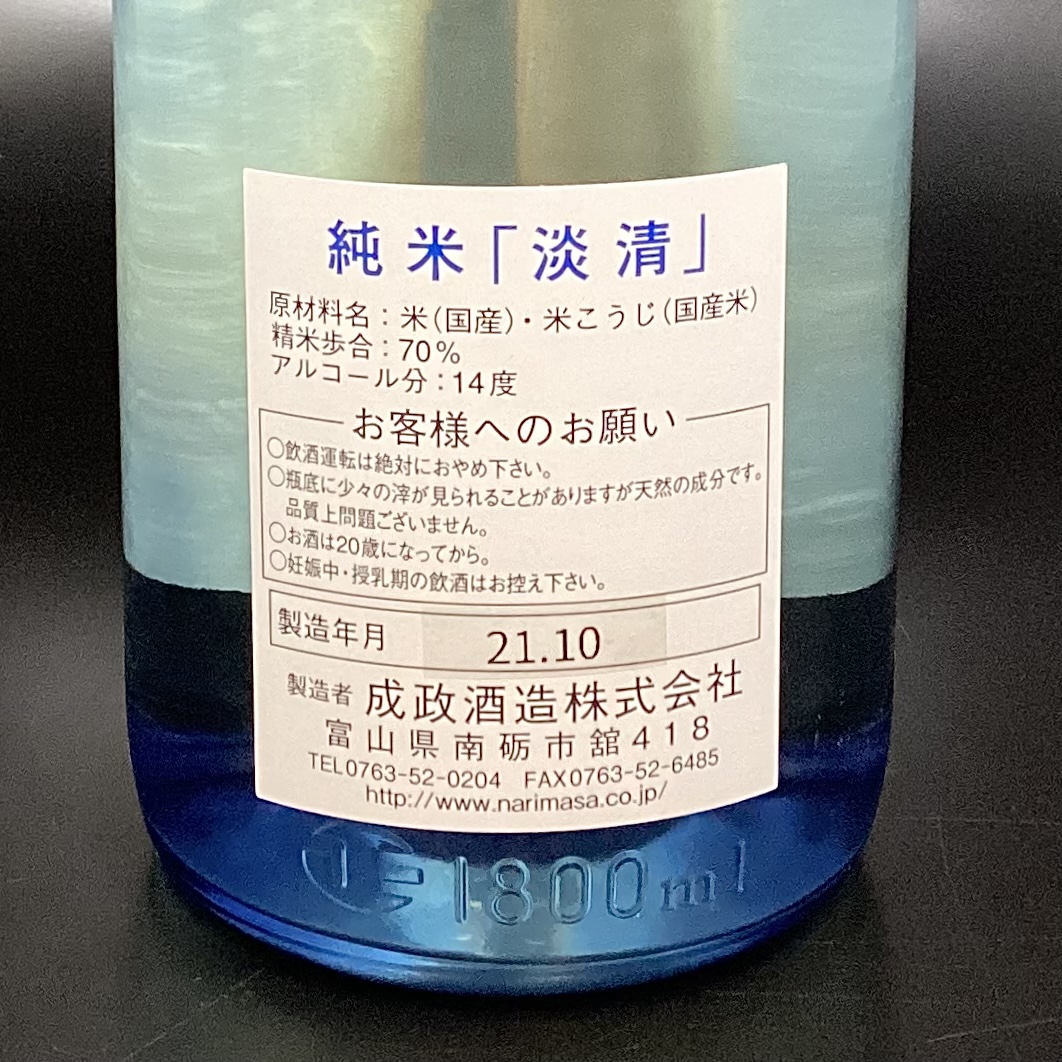 純米「淡清」
原材料名：米(国産)・米こうじ(国産米)
精米歩合：70%
アルコール分：14度
お客様へのお願い
○飲酒運転は絶対におやめ下さい。
○瓶底に少々の滓が見られることがありますが天然の成分です。
品質上問題ございません。
○お酒は20歳になってから。
○妊娠中・授乳期の飲酒はお控え下さい。
製造年月 21.10
製造者 成政酒造株式会社
富山県南砺市舘418
TEL0763-52-0204 FAX0763-52-6485
http://www.narimasa.co.jp/
1800ml